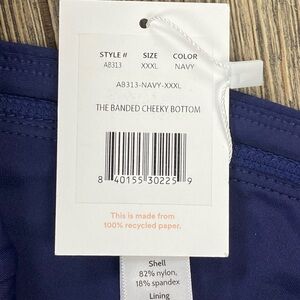 STYLE # SIZE COLOR
AB313 XXXL NAVY
AB313-NAVY-XXXL
THE BANDED CHEEKY BOTTOM
8 40155 30225 9
This is made from
100% recycled paper.
Shell
82% nylon,
18% spandex
Lining